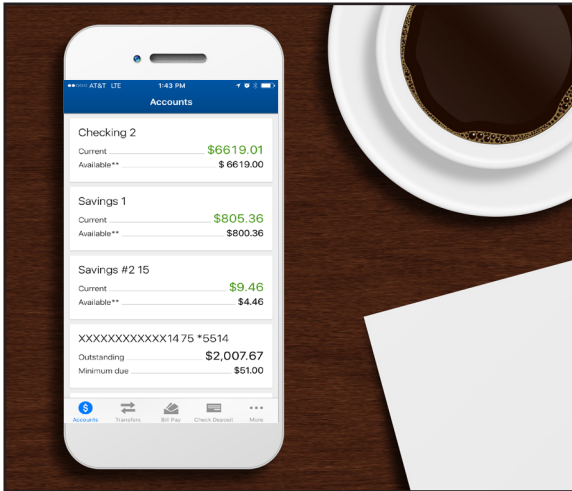 ●●○○○ AT&T LTE 1:43 PM
Accounts
Checking 2
Current $6619.01
Available** $ 6619.00
Savings 1
Current $805.36
Available** $800.36
Savings #2 15
Current $9.46
Available** $4.46
XXXXXXXXXXXX1475 *5514
Outstanding $2,007.67
Minimum due $51.00
Accounts Transfers Bill Pay Check Deposit More